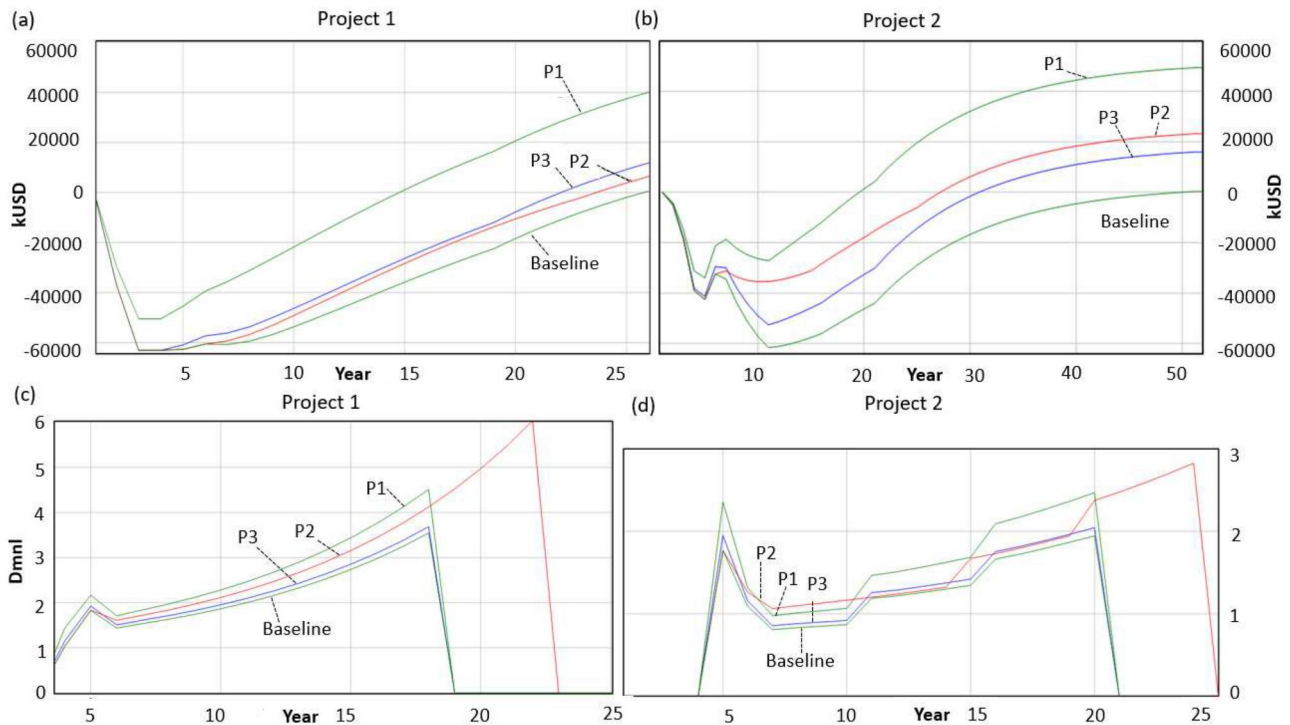 (a)
Project 1
60000
40000
20000
0
-20000
-40000
-60000
kUSD
P1
P3
P2
Baseline
5
10
Year
15
20
25
(b)
Project 2
60000
40000
20000
0
-20000
-40000
-60000
kUSD
P1
P3
P2
Baseline
10
20
Year
30
40
50
(c)
Project 1
6
5
4
3
2
1
0
Dmnl
P1
P2
P3
Baseline
5
10
Year
15
20
25
(d)
Project 2
3
2
1
0
P2
P1
P3
Baseline
5
10
Year
15
20
25